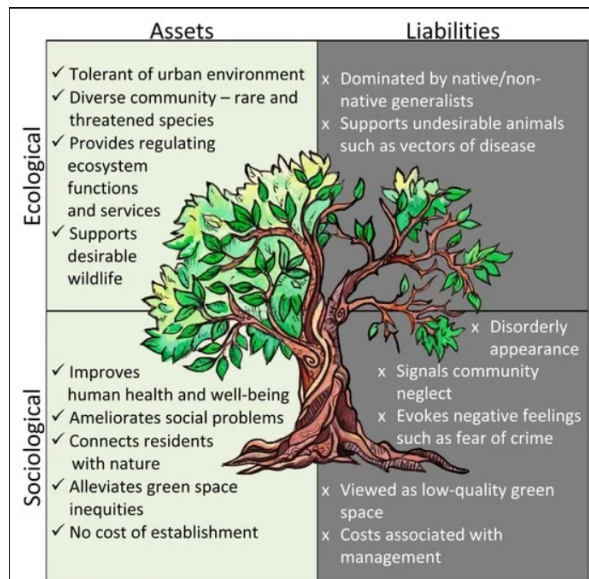 Assets
Liabilities
Ecological
✓ Tolerant of urban environment
✓ Diverse community – rare and
threatened species
✓ Provides regulating
ecosystem
functions
and services
✓ Supports
desirable
wildlife
x Dominated by native/non-
native generalists
x Supports undesirable animals
such as vectors of disease
Sociological
✓ Improves
human health and well-being
✓ Ameliorates social problems
✓ Connects residents
with nature
✓ Alleviates green space
inequities
✓ No cost of establishment
x Disorderly
appearance
x Signals community
neglect
x Evokes negative feelings
such as fear of crime
x Viewed as low-quality green
space
x Costs associated with
management